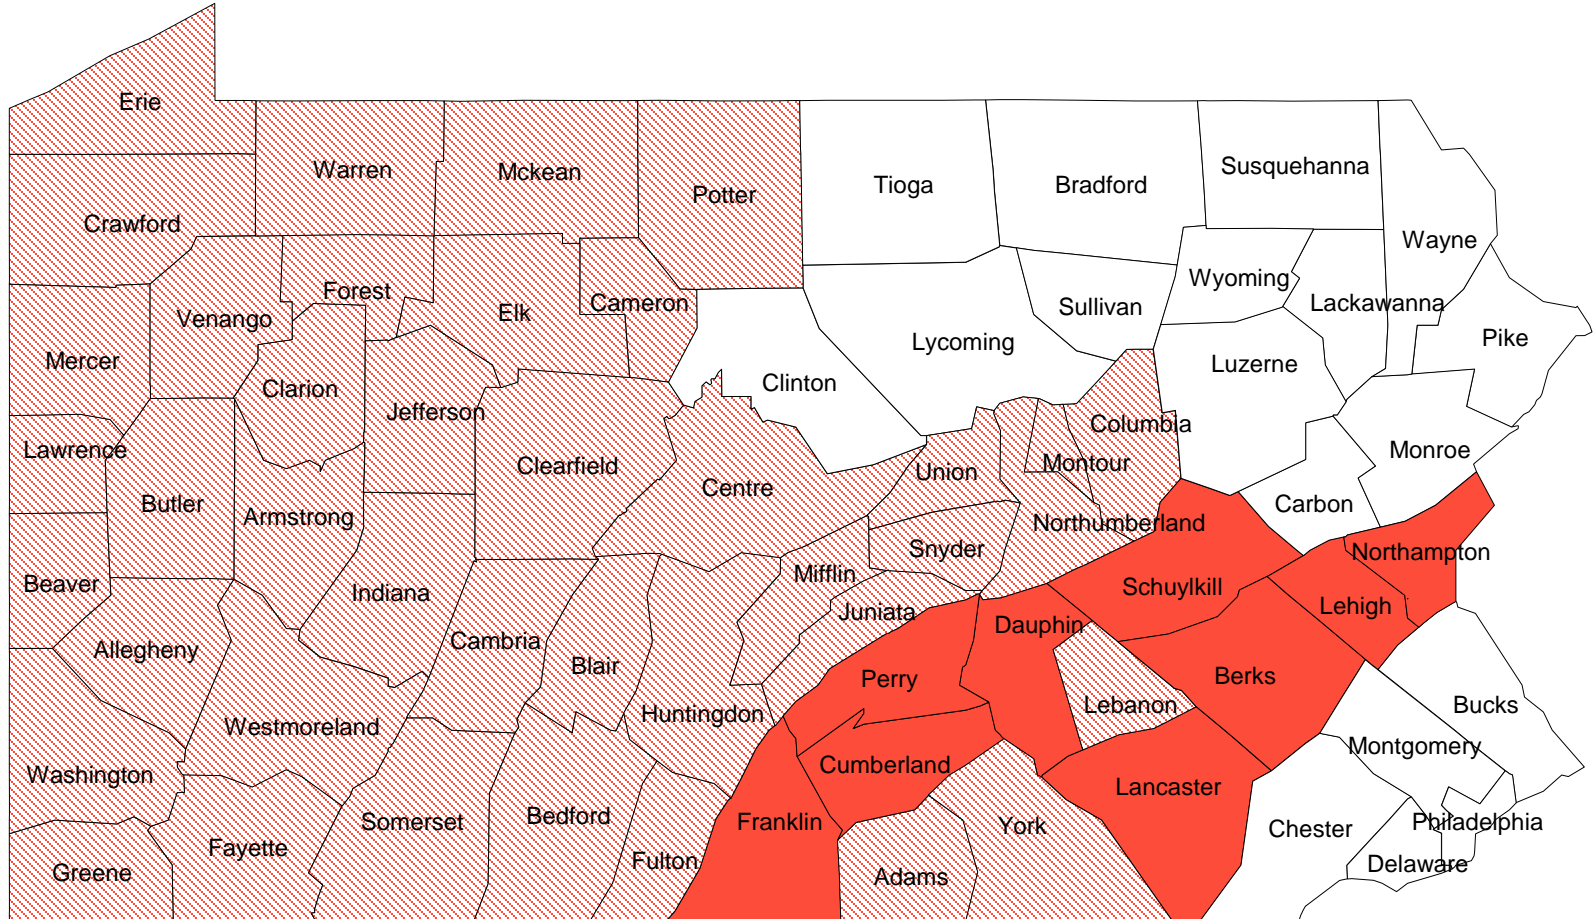 Erie
Warren
Mckean
Potter
Tioga
Bradford
Susquehanna
Crawford
Wayne
Forest
Venango
Elk
Cameron
Sullivan
Wyoming
Lackawanna
Mercer
Lycoming
Pike
Clarion
Clinton
Luzerne
Jefferson
Columbia
Lawrence
Clearfield
Centre
Union
Montour
Monroe
Butler
Armstrong
Carbon
Northumberland
Snyder
Northampton
Beaver
Indiana
Mifflin
Juniata
Schuylkill
Lehigh
Allegheny
Cambria
Blair
Dauphin
Perry
Berks
Westmoreland
Huntingdon
Lebanon
Bucks
Washington
Cumberland
Montgomery
Lancaster
Somerset
Bedford
Franklin
York
Chester
Philadelphia
Fayette
Greene
Fulton
Adams
Delaware